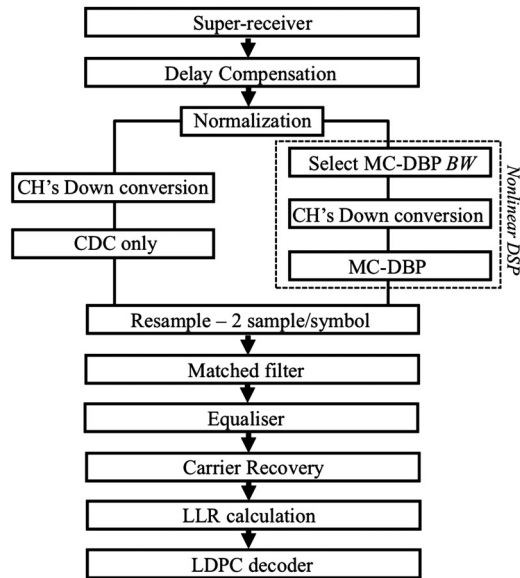 Super-receiver
Delay Compensation
Normalization
CH's Down conversion
CDC only
Select MC-DBP BW
CH's Down conversion
MC-DBP
Nonlinear DSP
Resample – 2 sample/symbol
Matched filter
Equaliser
Carrier Recovery
LLR calculation
LDPC decoder